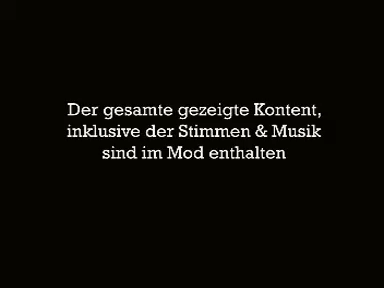 Der gesamte gezeigte Kontent,
inklusive der Stimmen & Musik
sind im Mod enthalten